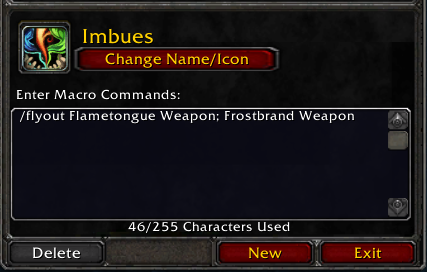 Imbues
Change Name/Icon
Enter Macro Commands:
/flyout Flametongue Weapon; Frostbrand Weapon
46/255 Characters Used
Delete
New
Exit